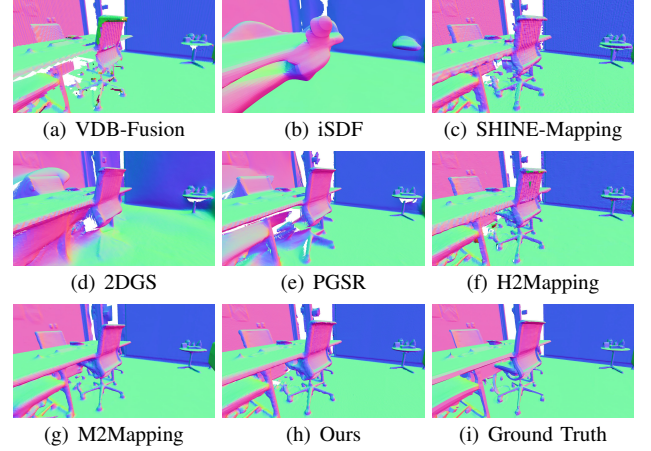 (a) VDB-Fusion (b) iSDF (c) SHINE-Mapping
(d) 2DGS (e) PGSR (f) H2Mapping
(g) M2Mapping (h) Ours (i) Ground Truth